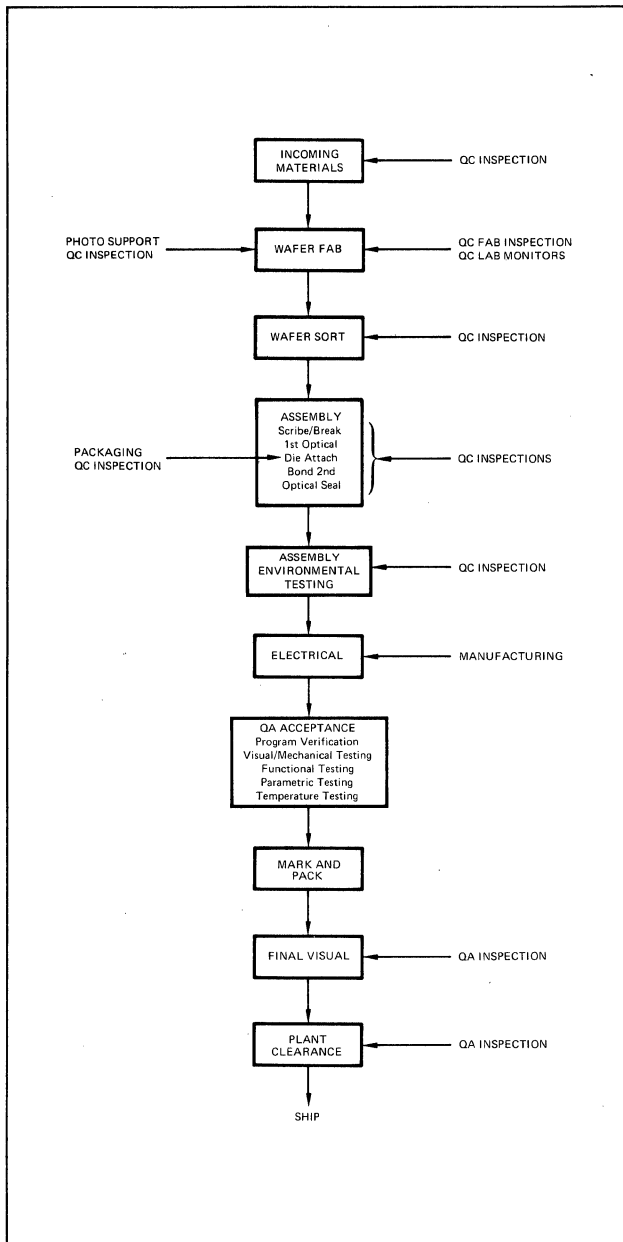 INCOMING
MATERIALS
QC INSPECTION
PHOTO SUPPORT
QC INSPECTION
WAFER FAB
QC FAB INSPECTION
QC LAB MONITORS
WAFER SORT
QC INSPECTION
ASSEMBLY
Scribe/Break
1st Optical
Die Attach
Bond 2nd
Optical Seal
PACKAGING
QC INSPECTION
QC INSPECTIONS
ASSEMBLY
ENVIRONMENTAL
TESTING
QC INSPECTION
ELECTRICAL
MANUFACTURING
QA ACCEPTANCE
Program Verification
Visual/Mechanical Testing
Functional Testing
Parametric Testing
Temperature Testing
MARK AND
PACK
FINAL VISUAL
QA INSPECTION
PLANT
CLEARANCE
QA INSPECTION
SHIP